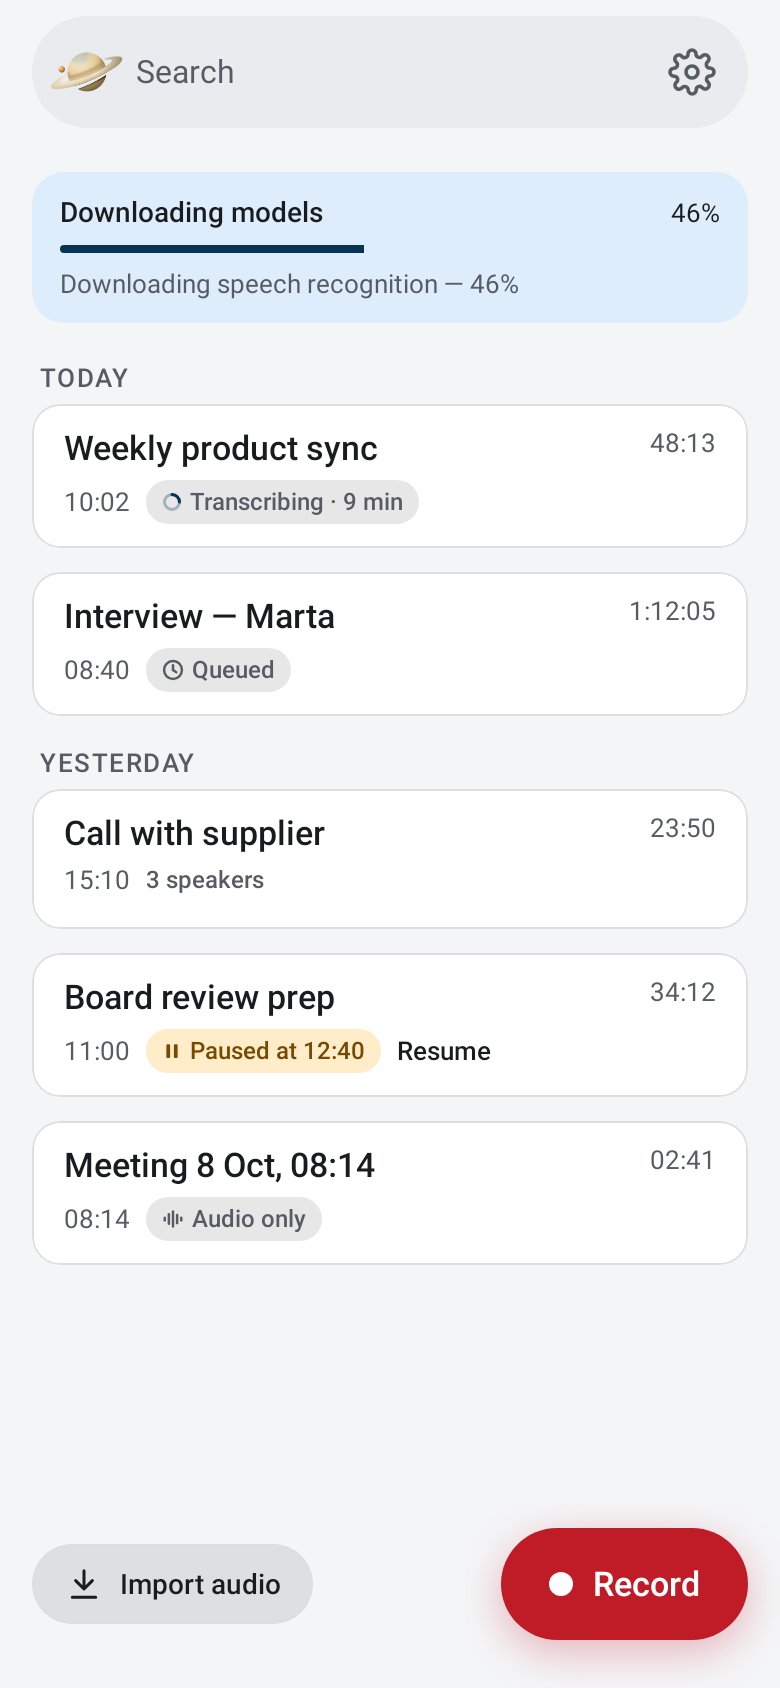 Search
Downloading models 46%
Downloading speech recognition — 46%
TODAY
Weekly product sync 48:13
10:02 Transcribing · 9 min
Interview — Marta 1:12:05
08:40 Queued
YESTERDAY
Call with supplier 23:50
15:10 3 speakers
Board review prep 34:12
11:00 Paused at 12:40 Resume
Meeting 8 Oct, 08:14 02:41
08:14 Audio only
Import audio Record